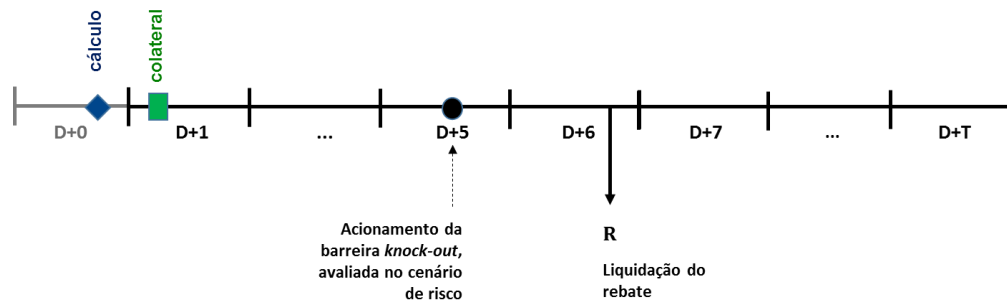 cálculo
colateral
D+0
D+1
...
D+5
D+6
D+7
...
D+T
Acionamento da
barreira knock-out,
avaliada no cenário
de risco
R
Liquidação do
rebate